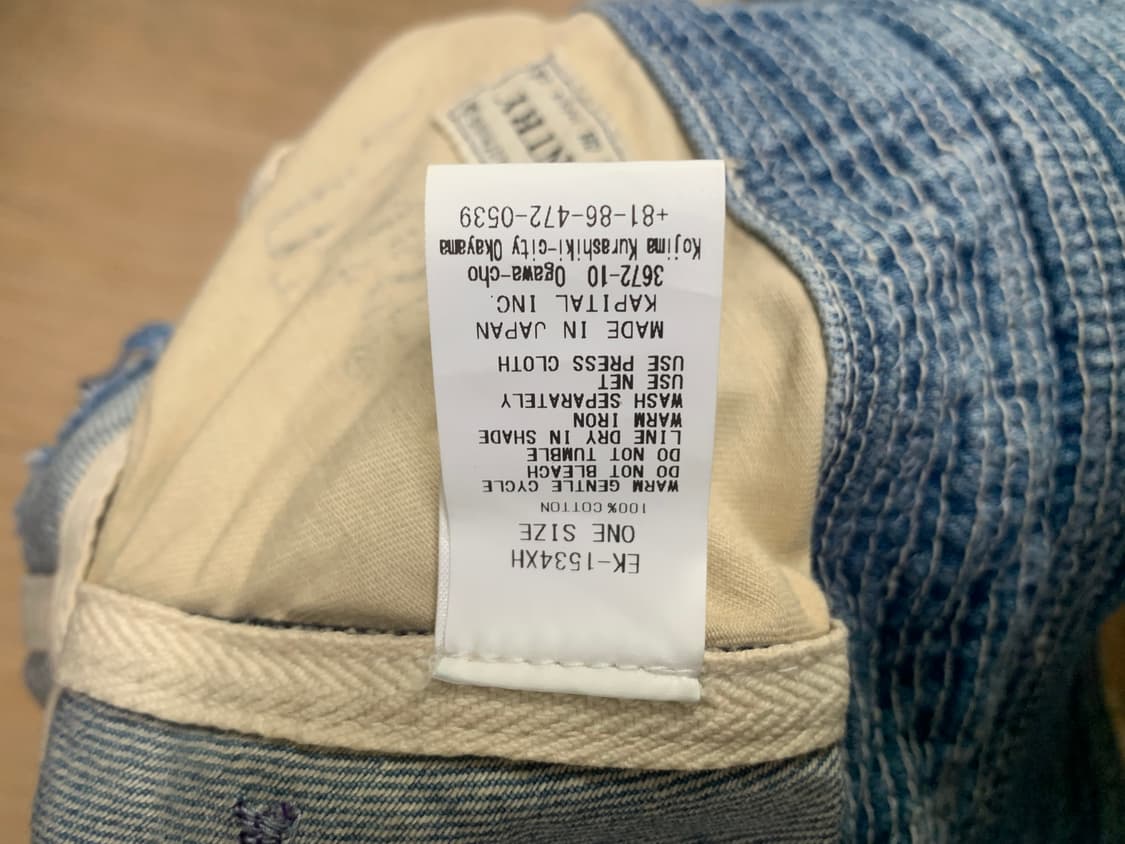 EK-1534XH
ONE SIZE
100% COTTON
WARM GENTLE CYCLE
DO NOT BLEACH
DO NOT TUMBLE
LINE DRY IN SHADE
WARM IRON
WASH SEPARATELY
USE NET
USE PRESS CLOTH
MADE IN JAPAN
KAPITAL INC.
3672-10 Ogawa-cho
Kojima Kurashiki-city Okayama
+81-86-472-0539